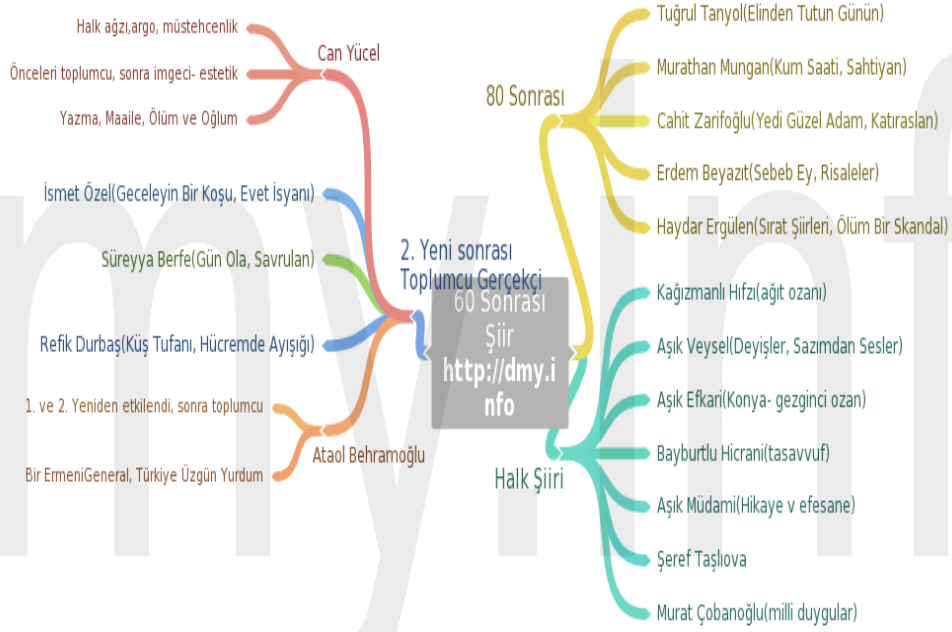 Halk ağzı,argo, müstehcenlik
Can Yücel
Önceleri toplumcu, sonra imgeci- estetik
Yazma, Maaile, Ölüm ve Oğlum
İsmet Özel(Geceleyin Bir Koşu, Evet İsyanı)
Süreyya Berfe(Gün Ola, Savrulan)
2. Yeni sonrası
Toplumcu Gerçekçi
Refik Durbaş(Küş Tufanı, Hücremde Ayışığı)
1. ve 2. Yeniden etkilendi, sonra toplumcu
Ataol Behramoğlu
Bir ErmeniGeneral, Türkiye Üzgün Yurdum
60 Sonrası
Şiir
http://dmy.i
nfo
80 Sonrası
Tuğrul Tanyol(Elinden Tutun Günün)
Murathan Mungan(Kum Saati, Sahtiyan)
Cahit Zarifoğlu(Yedi Güzel Adam, Katıraslan)
Erdem Beyazıt(Sebeb Ey, Risaleler)
Haydar Ergülen(Sırat Şiirleri, Ölüm Bir Skandal)
Halk Şiiri
Kağızmanlı Hıfzı(ağıt ozanı)
Aşık Veysel(Deyişler, Sazımdan Sesler)
Aşık Efkari(Konya- gezginci ozan)
Bayburtlu Hicrani(tasavvuf)
Aşık Müdami(Hikaye v efesane)
Şeref Taşlıova
Murat Çobanoğlu(milli duygular)
my.inf